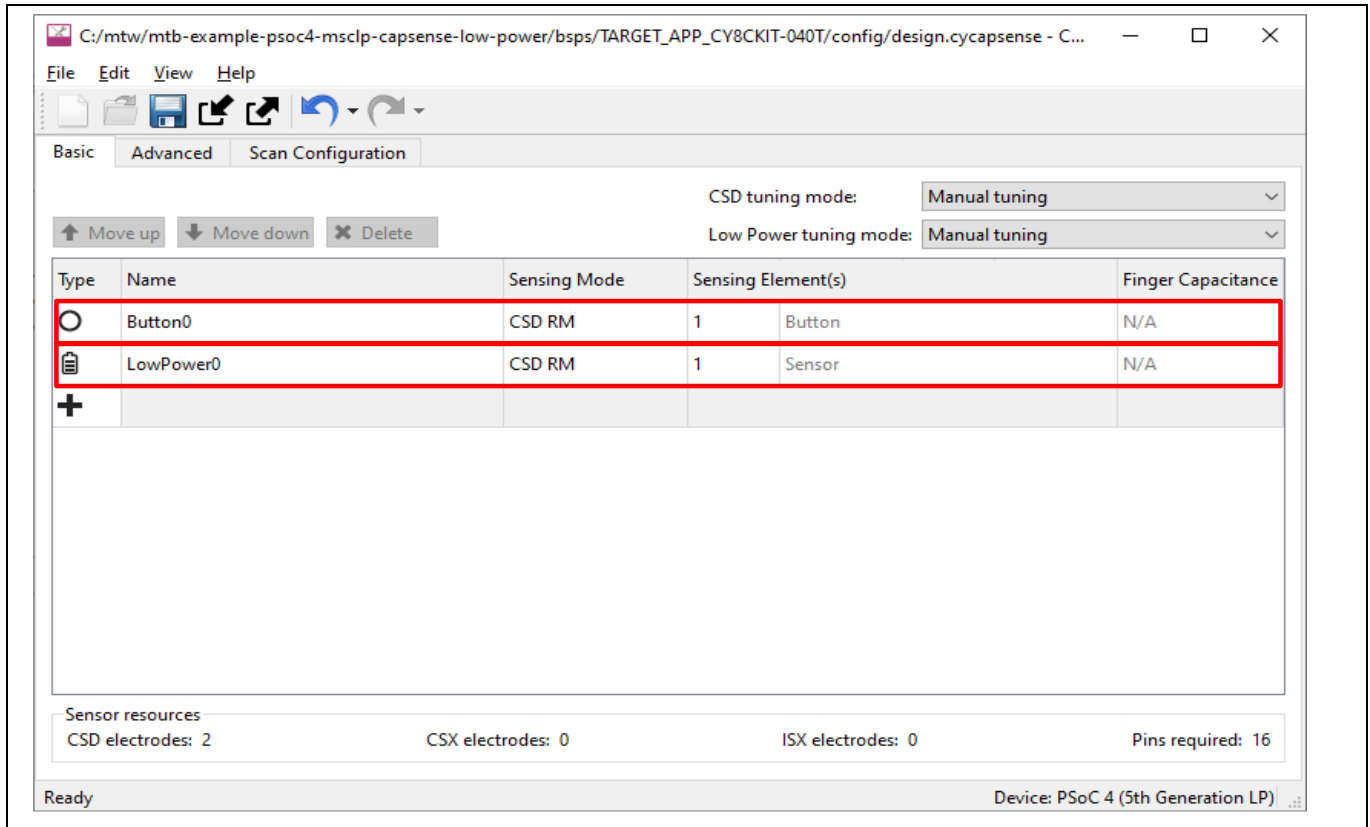 C:/mtw/mtb-example-psoc4-msclp-capsense-low-power/bsps/TARGET_APP_CY8CKIT-040T/config/design.cycapsense - C...
File Edit View Help
Basic Advanced Scan Configuration
CSD tuning mode: Manual tuning
Move up Move down Delete Low Power tuning mode: Manual tuning
Type Name Sensing Mode Sensing Element(s) Finger Capacitance
Button0 CSD RM 1 Button N/A
LowPower0 CSD RM 1 Sensor N/A
Sensor resources
CSD electrodes: 2 CSX electrodes: 0 ISX electrodes: 0 Pins required: 16
Ready Device: PSoC 4 (5th Generation LP)